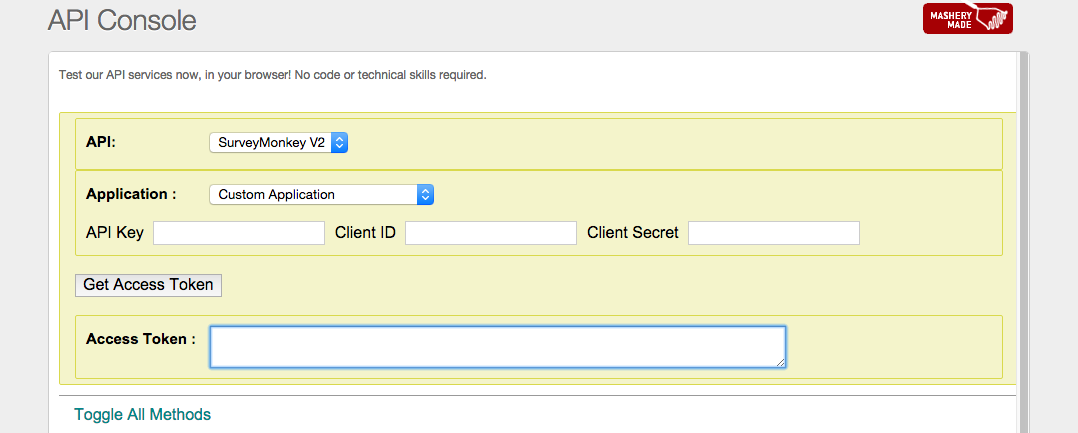 API Console
MASHERY
MADE
Test our API services now, in your browser! No code or technical skills required.
API: SurveyMonkey V2
Application : Custom Application
API Key Client ID Client Secret
Get Access Token
Access Token :
Toggle All Methods